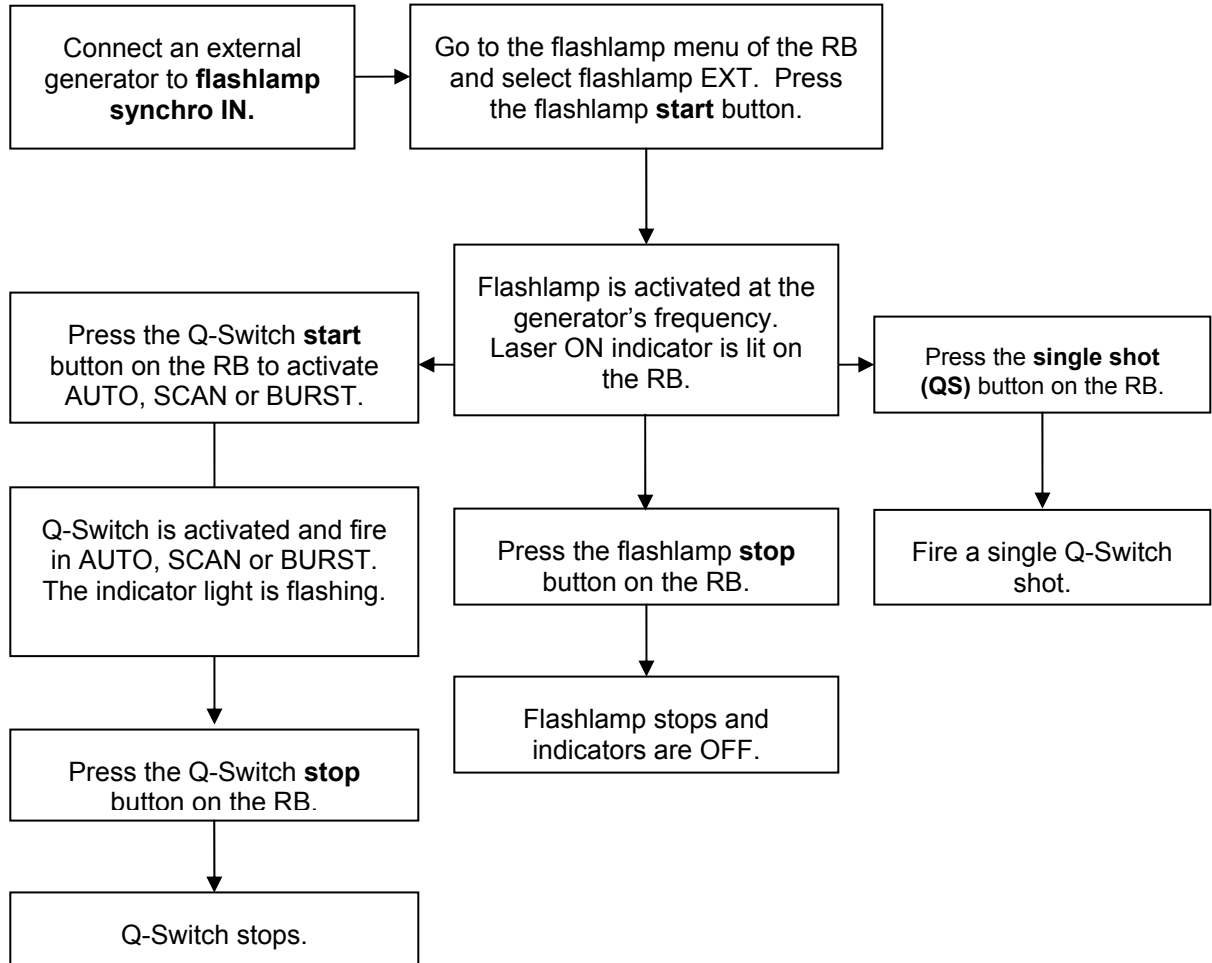 Connect an external
generator to flashlamp
synchro IN.
Go to the flashlamp menu of the RB
and select flashlamp EXT. Press
the flashlamp start button.
Flashlamp is activated at the
generator's frequency.
Laser ON indicator is lit on
the RB.
Press the Q-Switch start
button on the RB to activate
AUTO, SCAN or BURST.
Press the single shot
(QS) button on the RB.
Q-Switch is activated and fire
in AUTO, SCAN or BURST.
The indicator light is flashing.
Press the flashlamp stop
button on the RB.
Fire a single Q-Switch
shot.
Flashlamp stops and
indicators are OFF.
Press the Q-Switch stop
button on the RB.
Q-Switch stops.